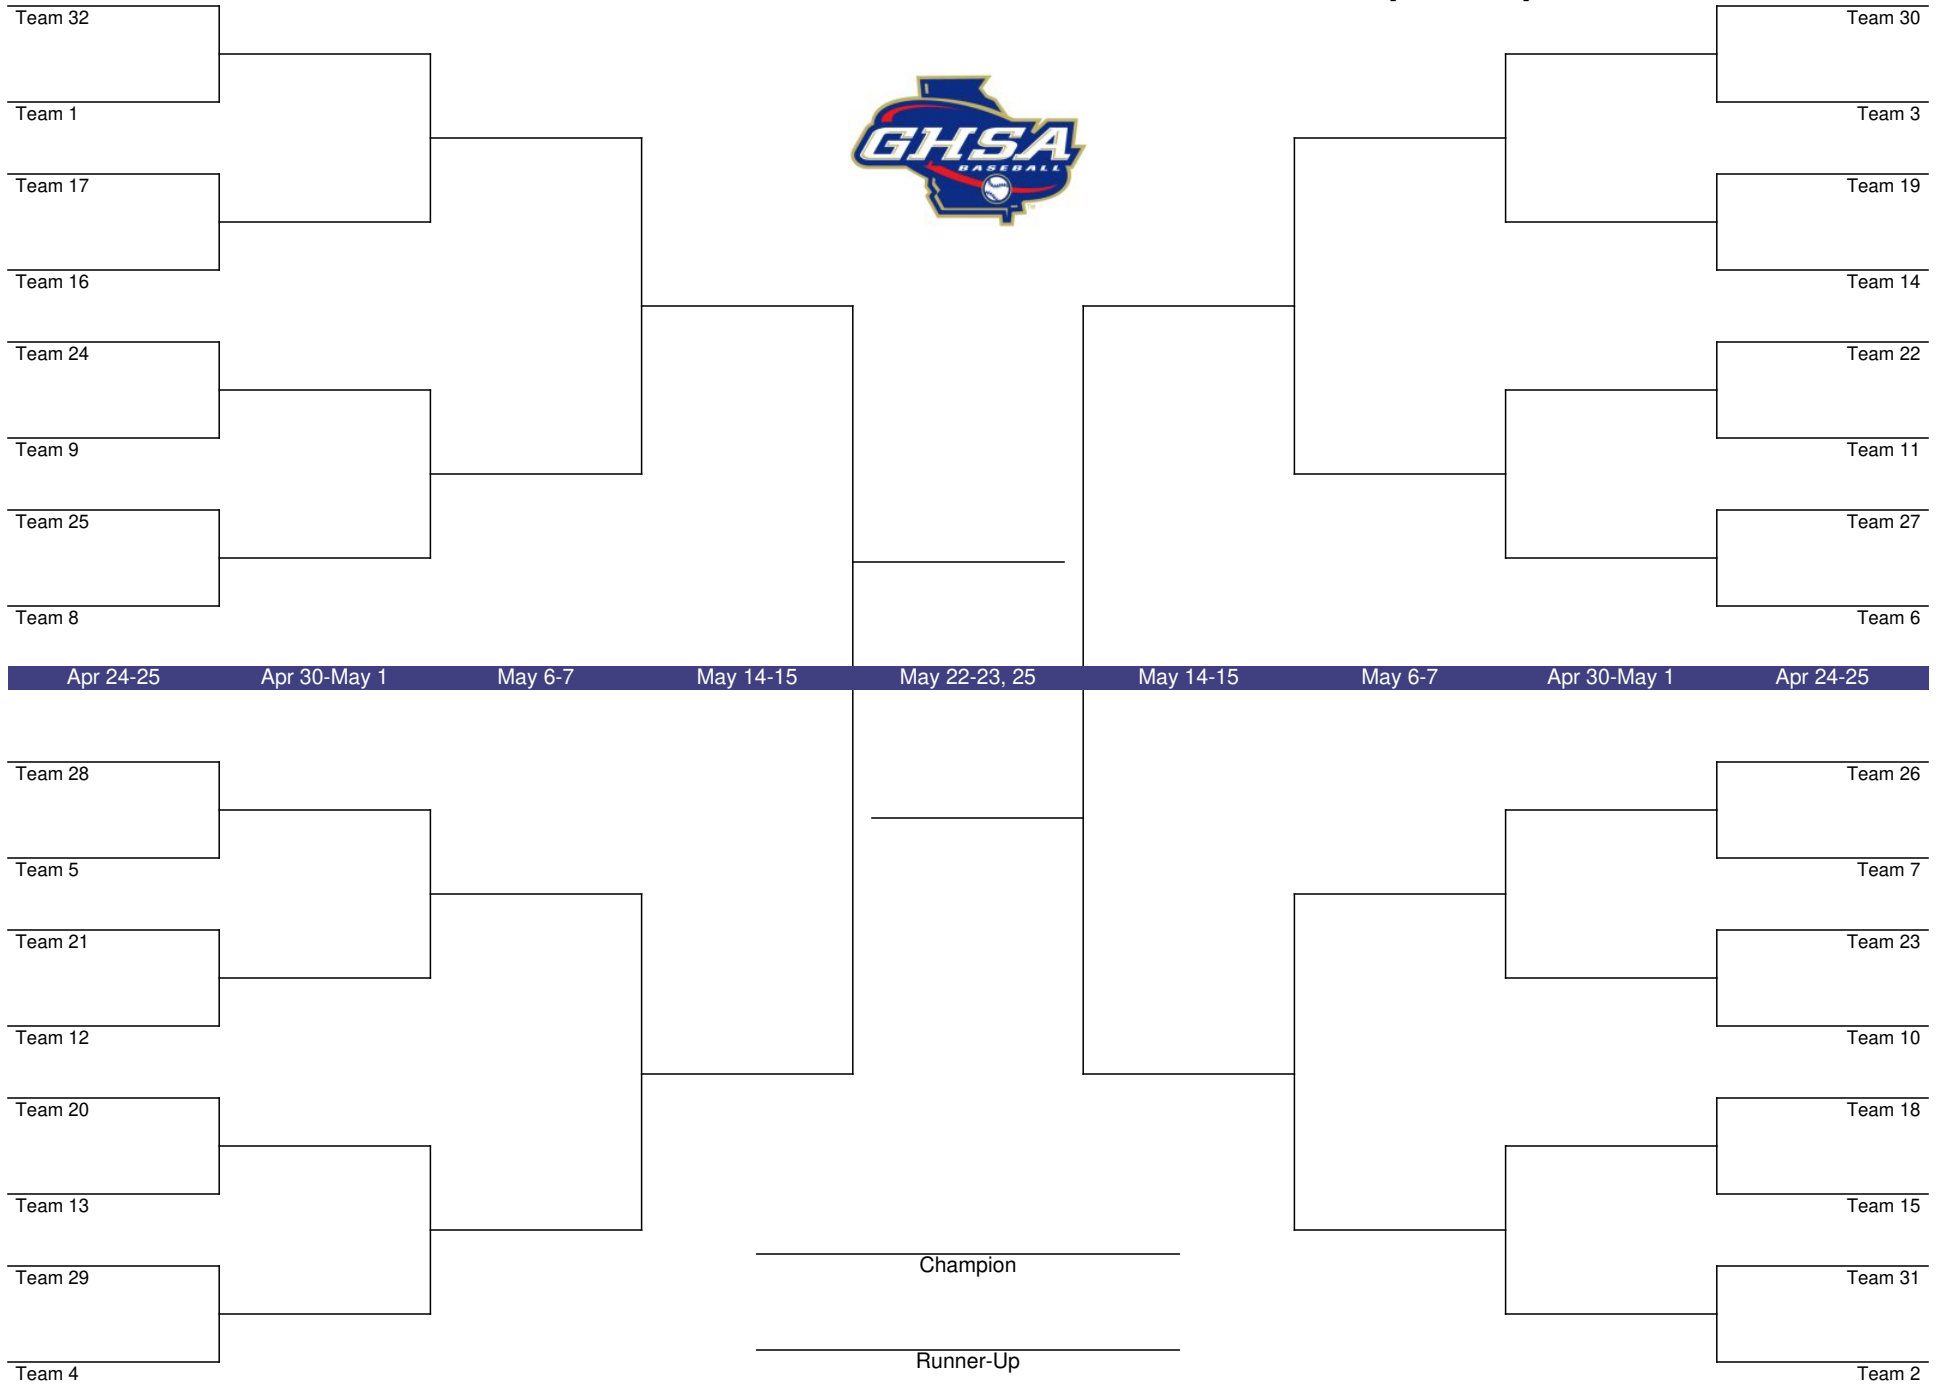 Team 32
Team 1
Team 17
Team 16
Team 24
Team 9
Team 25
Team 8
GHSA
BASEBALL
Team 30
Team 3
Team 19
Team 14
Team 22
Team 11
Team 27
Team 6
Apr 24-25 Apr 30-May 1 May 6-7 May 14-15 May 22-23, 25 May 14-15 May 6-7 Apr 30-May 1 Apr 24-25
Team 28
Team 5
Team 21
Team 12
Team 20
Team 13
Team 29
Team 4
Champion
Runner-Up
Team 26
Team 7
Team 23
Team 10
Team 18
Team 15
Team 31
Team 2